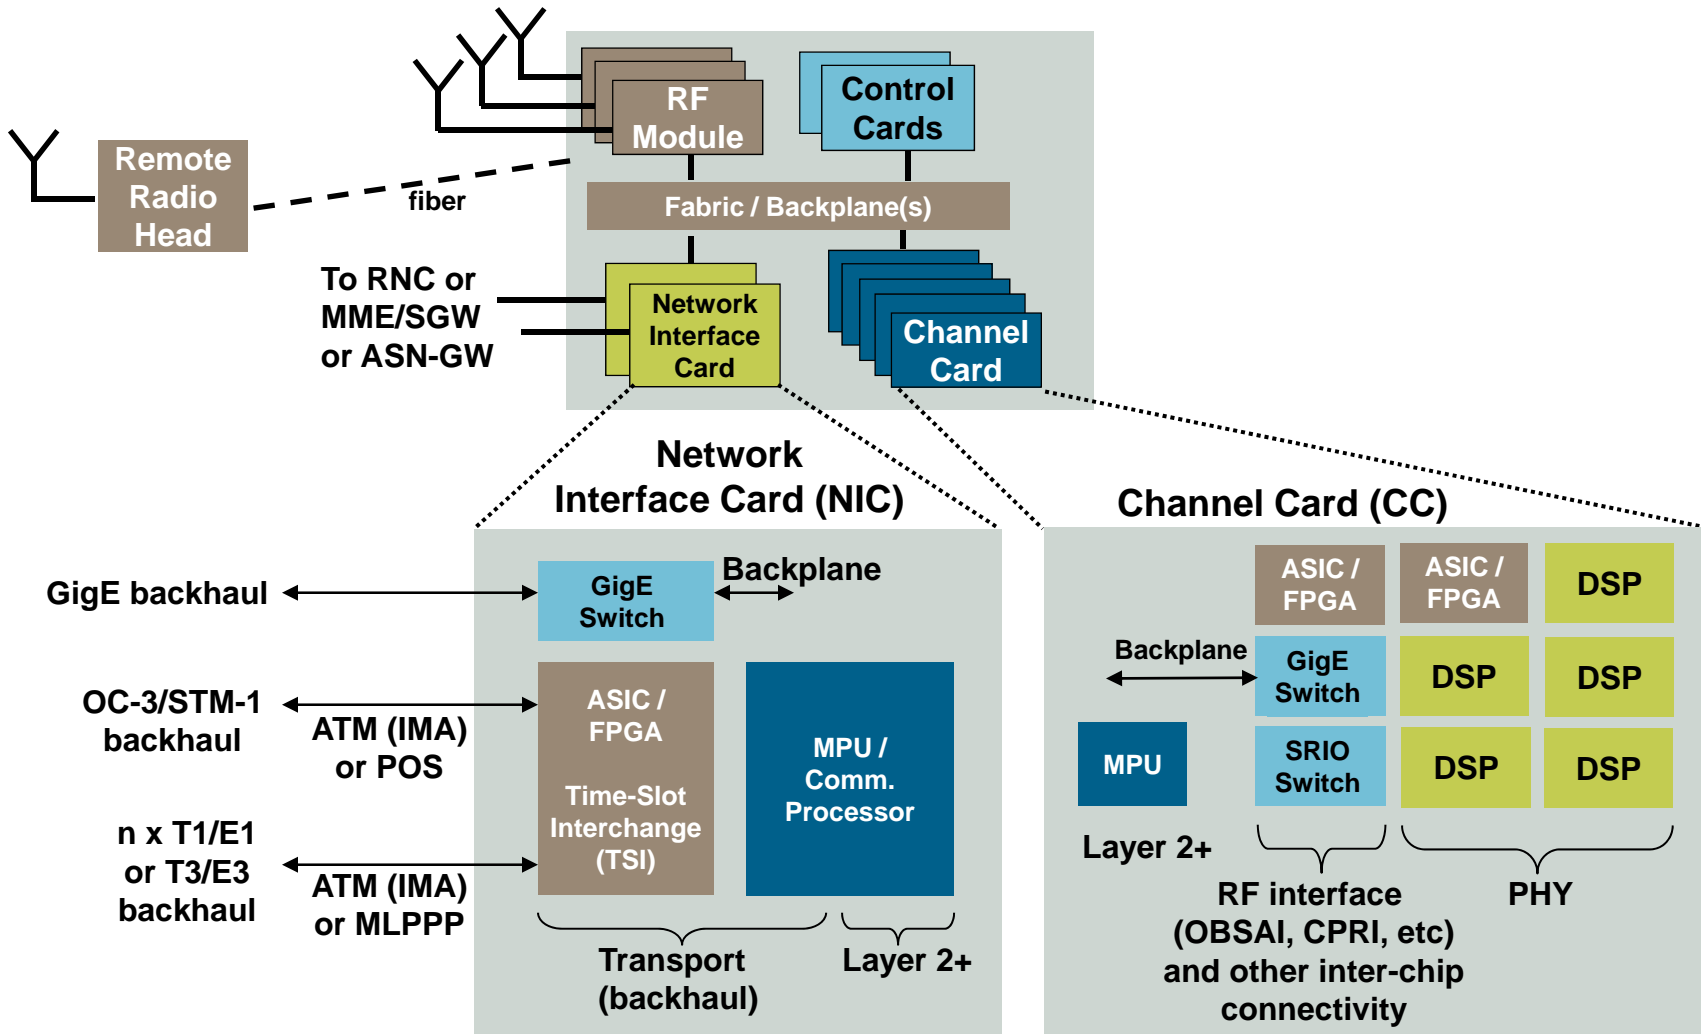 RF
Module
Control
Cards
Remote
Radio
Head
fiber
Fabric / Backplane(s)
To RNC or
MME/SGW
or ASN-GW
Network
Interface
Card
Channel
Card
Network
Interface Card (NIC)
Channel Card (CC)
GigE backhaul
GigE
Switch
Backplane
OC-3/STM-1
backhaul
ATM (IMA)
or POS
ASIC /
FPGA
Time-Slot
Interchange
(TSI)
MPU /
Comm.
Processor
n x T1/E1
or T3/E3
backhaul
ATM (IMA)
or MLPPP
Transport
(backhaul)
Layer 2+
ASIC /
FPGA
ASIC /
FPGA
DSP
Backplane
GigE
Switch
DSP
DSP
MPU
SRIO
Switch
DSP
DSP
Layer 2+
RF interface
(OBSAI, CPRI, etc)
and other inter-chip
connectivity
PHY